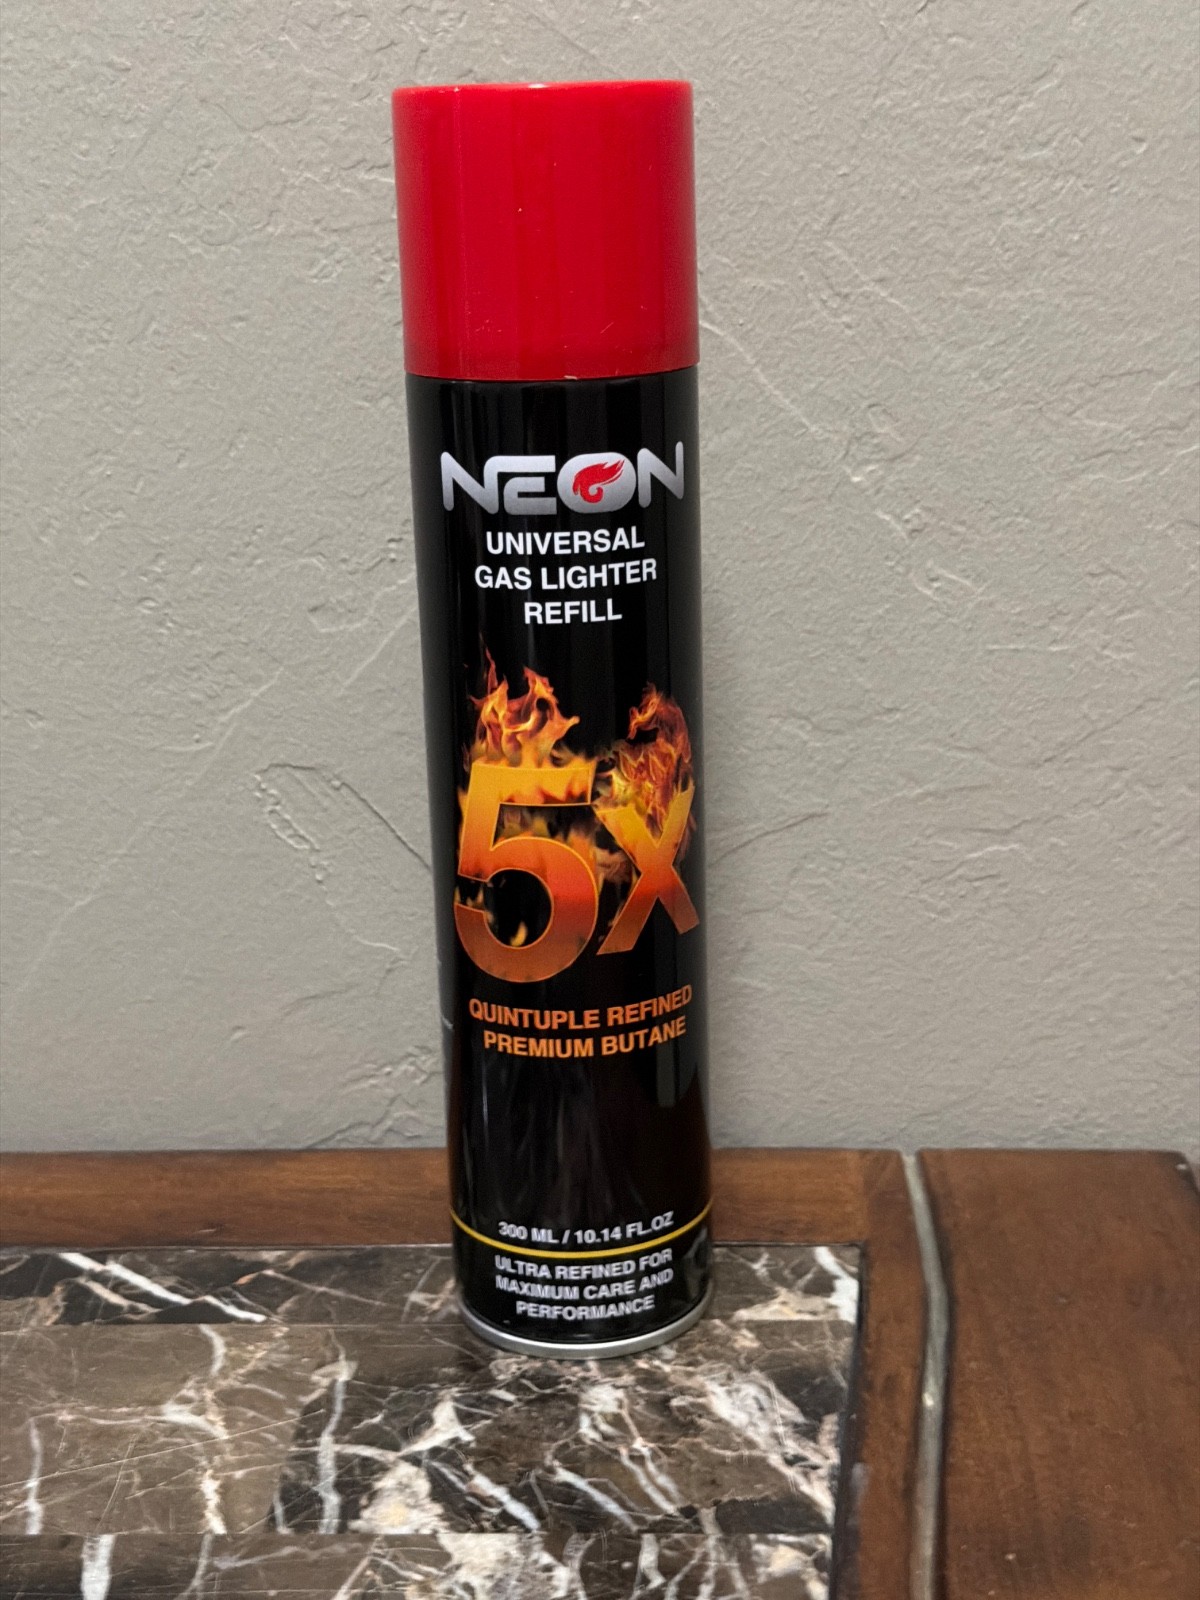 NEON
UNIVERSAL
GAS LIGHTER
REFILL
5x
QUINTUPLE REFINED
PREMIUM BUTANE
300 ML / 10.14 FL.OZ
ULTRA REFINED FOR
MAXIMUM CARE AND
PERFORMANCE